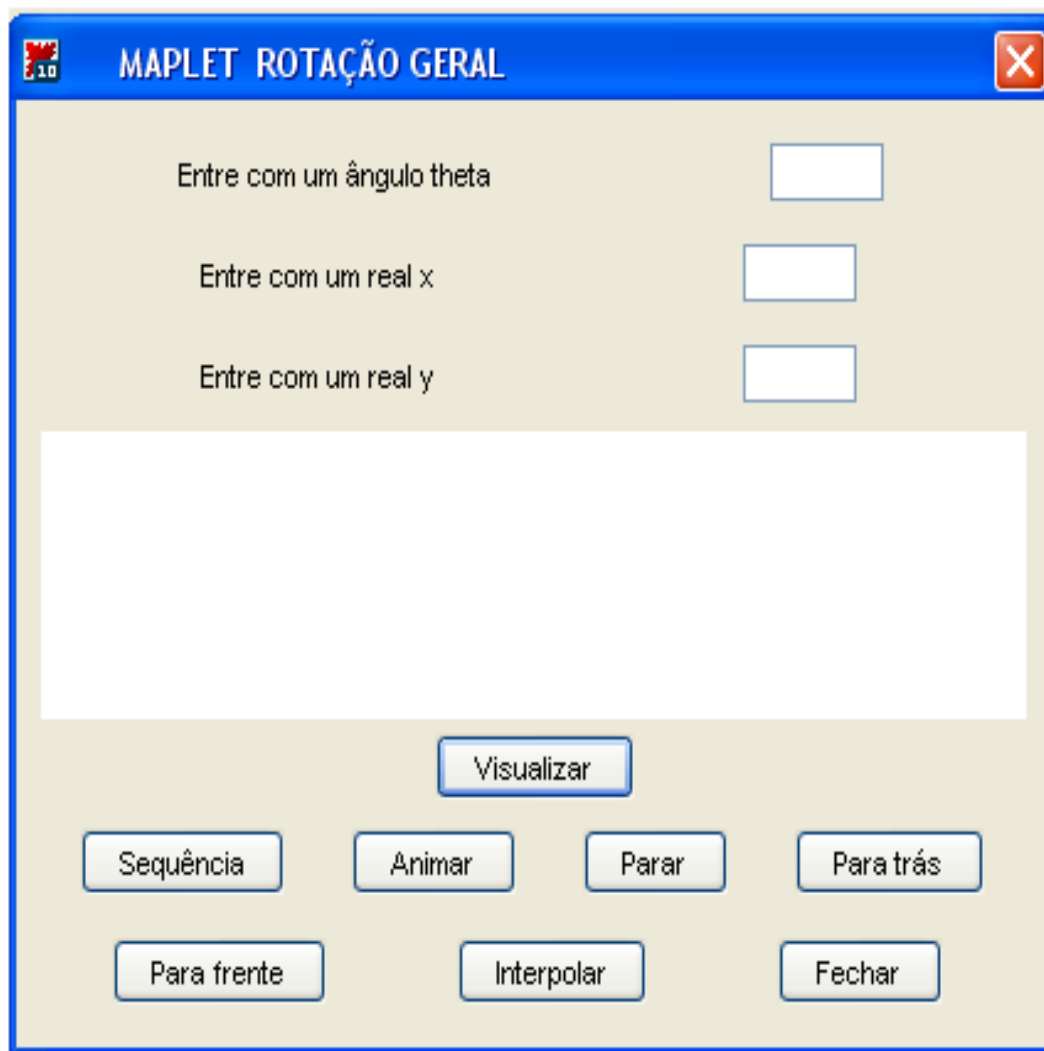 MAPLET ROTAÇÃO GERAL
Entre com um ângulo theta
Entre com um real x
Entre com um real y
Visualizar
Sequência Animar Parar Para trás
Para frente Interpolar Fechar
10